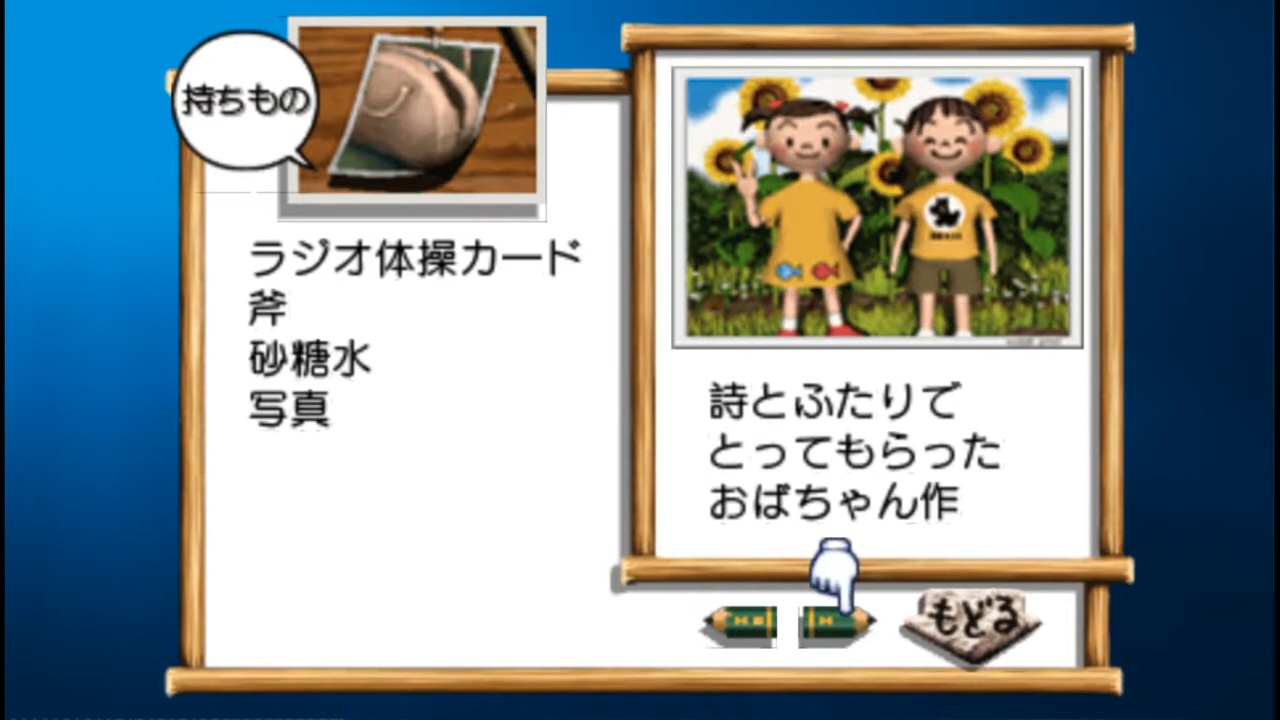 持ちもの
ラジオ体操カード
斧
砂糖水
写真
詩とふたりで
とってもらった
おばちゃん作
もどる